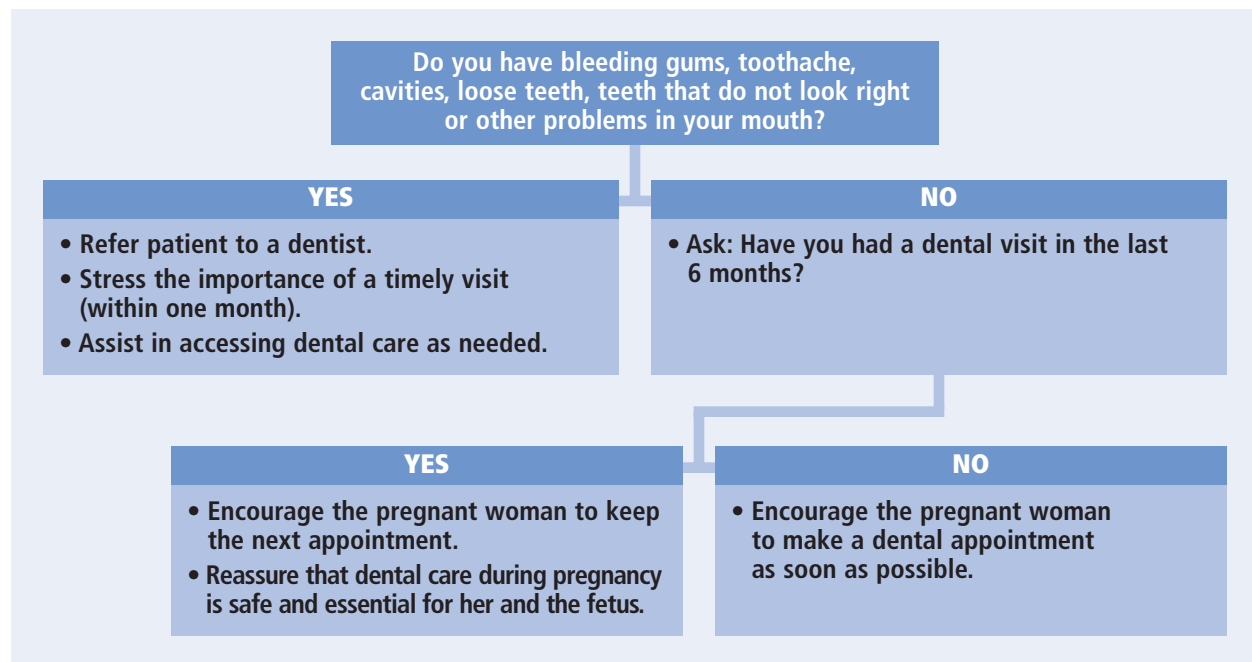 Do you have bleeding gums, toothache,
cavities, loose teeth, teeth that do not look right
or other problems in your mouth?
YES
• Refer patient to a dentist.
• Stress the importance of a timely visit
(within one month).
• Assist in accessing dental care as needed.
NO
• Ask: Have you had a dental visit in the last
6 months?
YES
• Encourage the pregnant woman to keep
the next appointment.
• Reassure that dental care during pregnancy
is safe and essential for her and the fetus.
NO
• Encourage the pregnant woman
to make a dental appointment
as soon as possible.